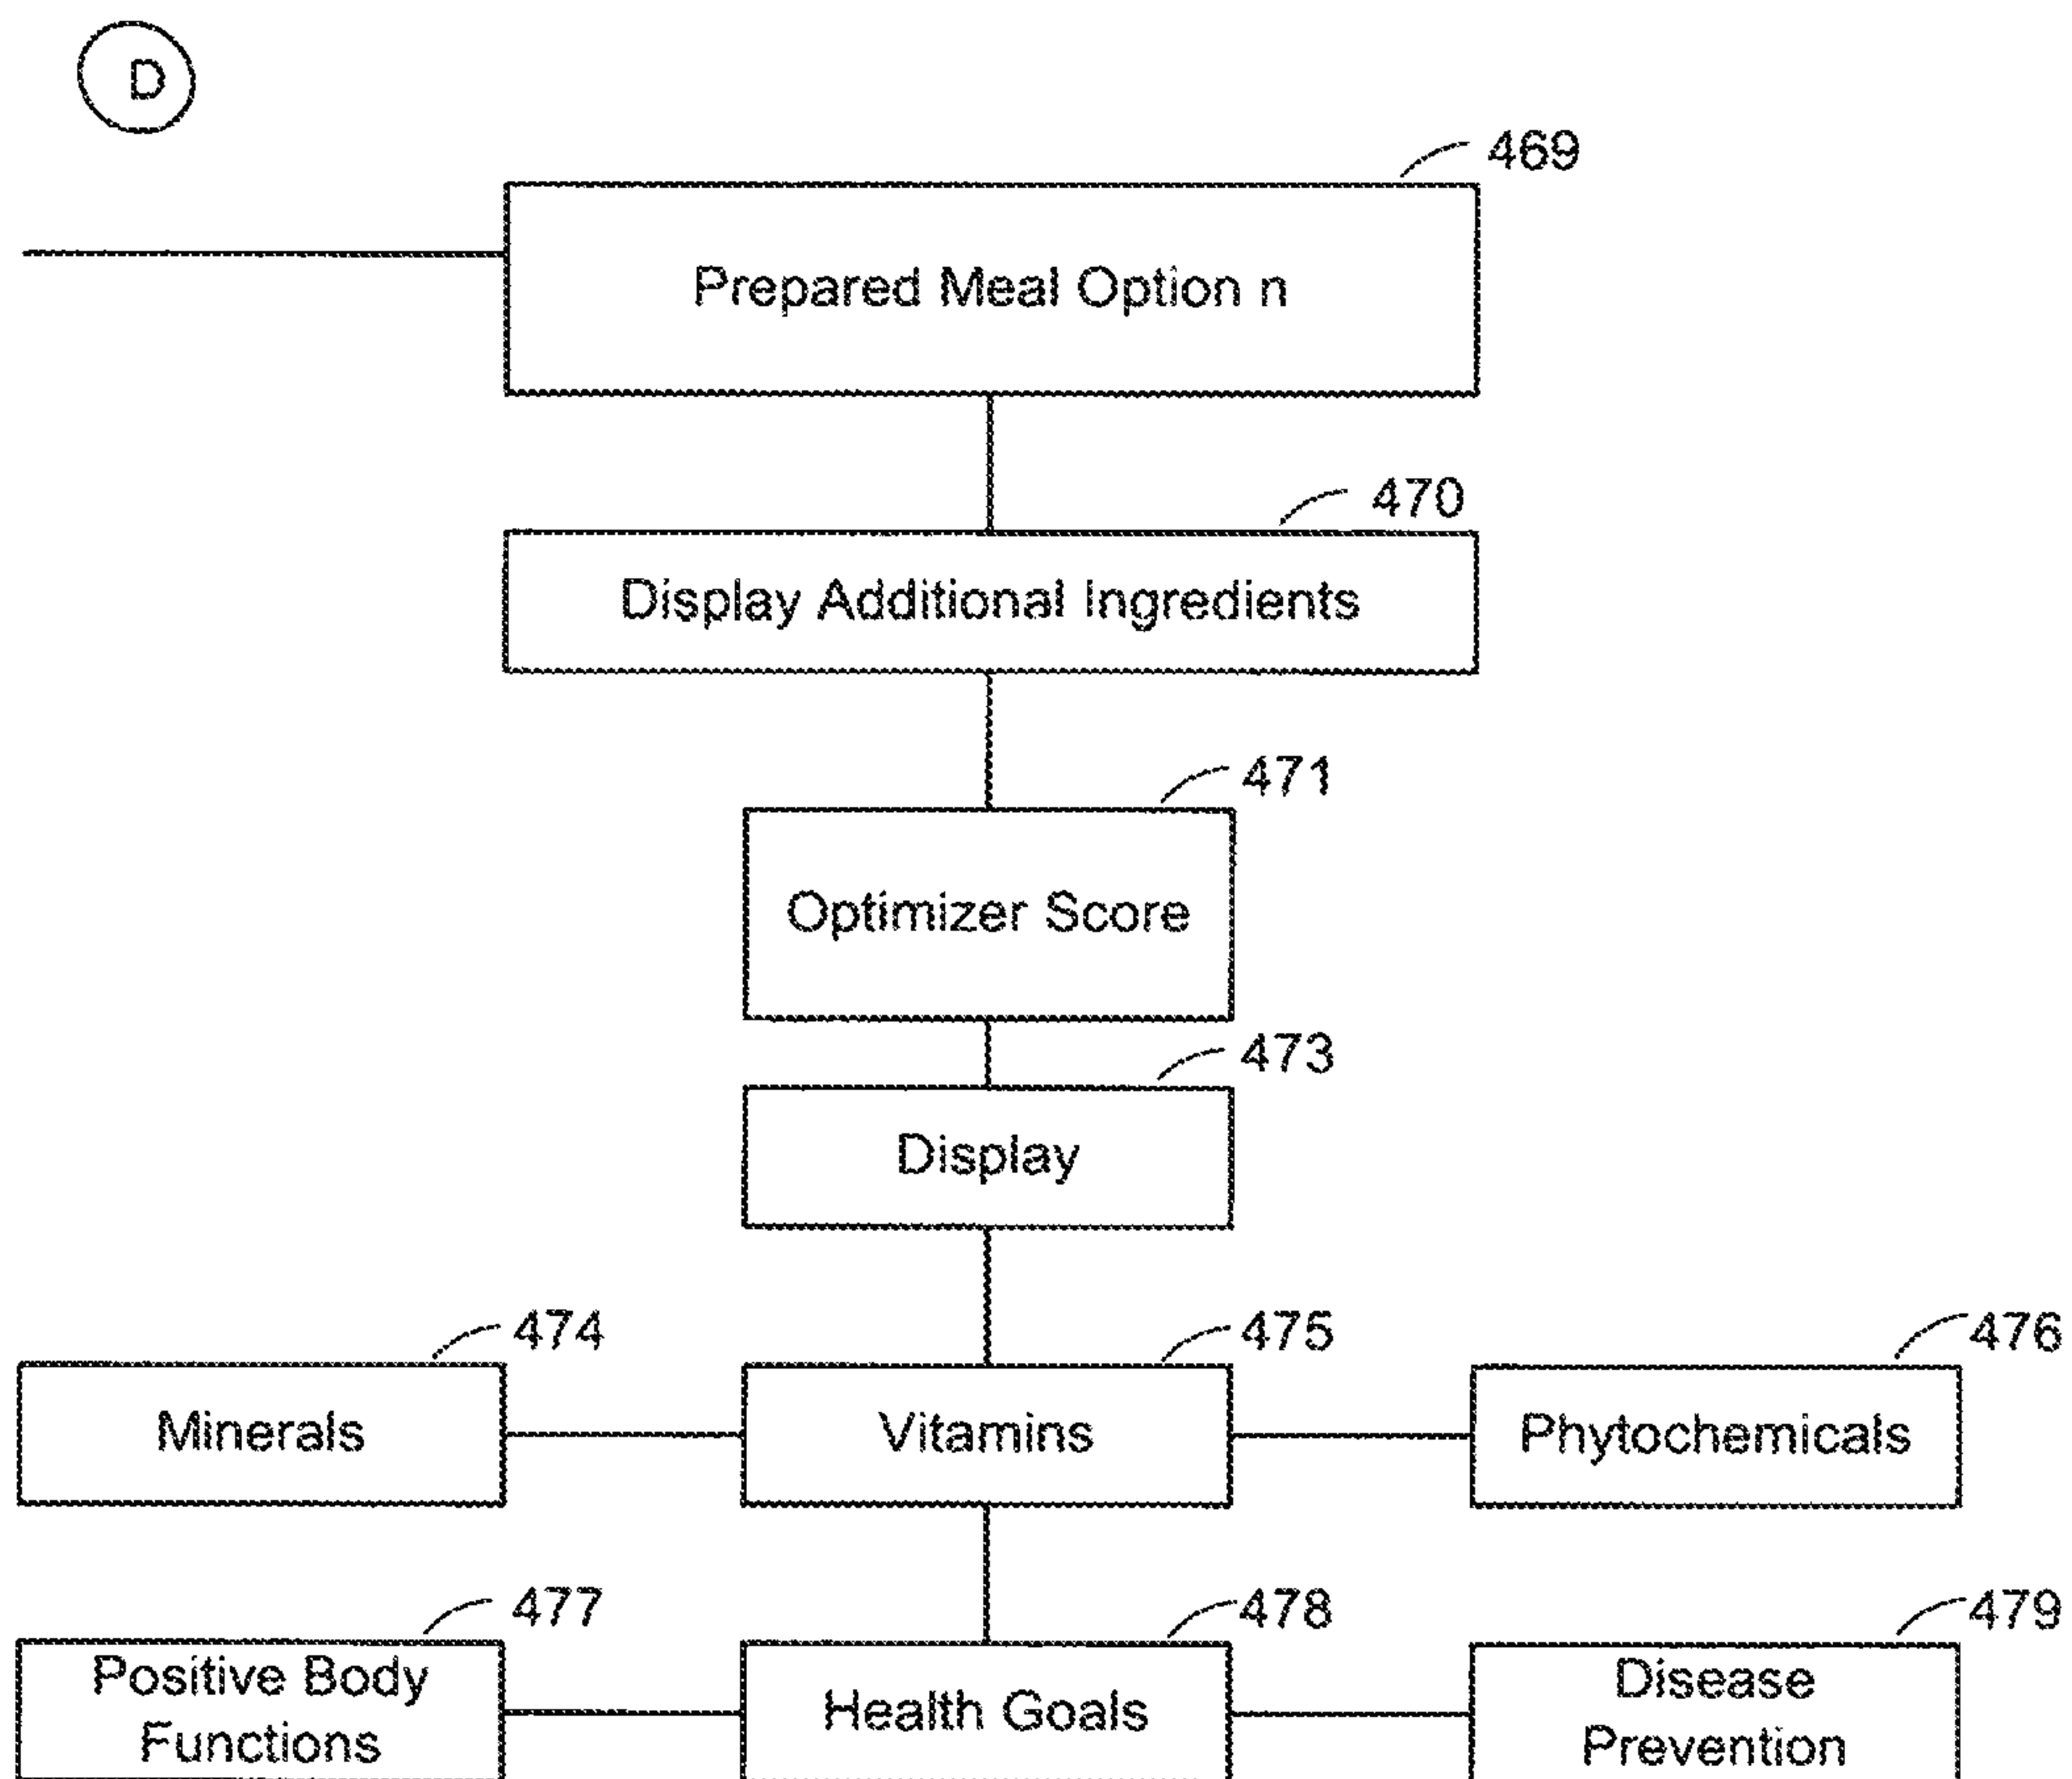 D
469
Prepared Meal Option n
470
Display Additional Ingredients
471
Optimizer Score
473
Display
474
475
476
Minerals
Vitamins
Phytochemicals
477
478
479
Positive Body
Functions
Health Goals
Disease
Prevention